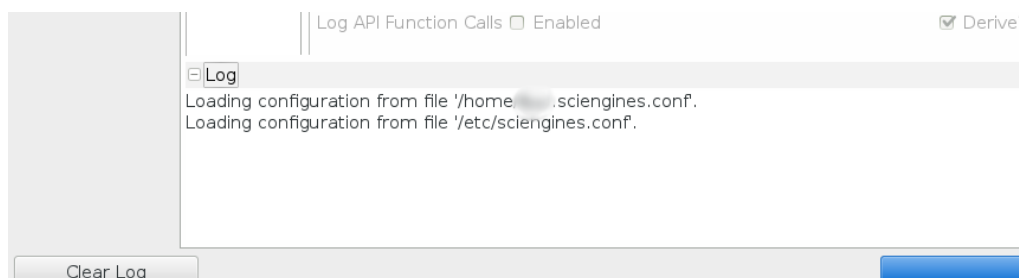 Log API Function Calls Enabled Derive
Log
Loading configuration from file '/home/ .sciengines.conf'.
Loading configuration from file '/etc/sciengines.conf'.
Clear Log